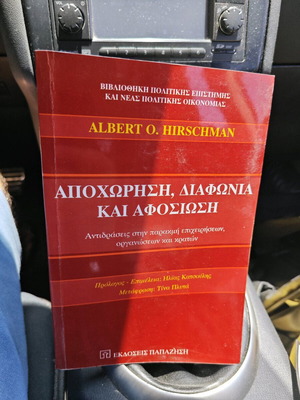 ΒΙΒΛΙΟΘΗΚΗ ΠΟΛΙΤΙΚΗΣ ΕΠΙΣΤΗΜΗΣ
ΚΑΙ ΝΕΑΣ ΠΟΛΙΤΙΚΗΣ ΟΙΚΟΝΟΜΙΑΣ
ALBERT O. HIRSCHMAN
ΑΠΟΧΩΡΗΣΗ, ΔΙΑΦΩΝΙΑ
ΚΑΙ ΑΦΟΣΙΩΣΗ
Αντιδράσεις στην παρακμή επιχειρήσεων,
οργανώσεων και κρατών
Πρόλογος - Επιμέλεια: Ηλίας Κατσούλης
Μετάφραση: Τίνα Πλυτά
ΕΚΔΟΣΕΙΣ ΠΑΠΑΖΗΣΗ